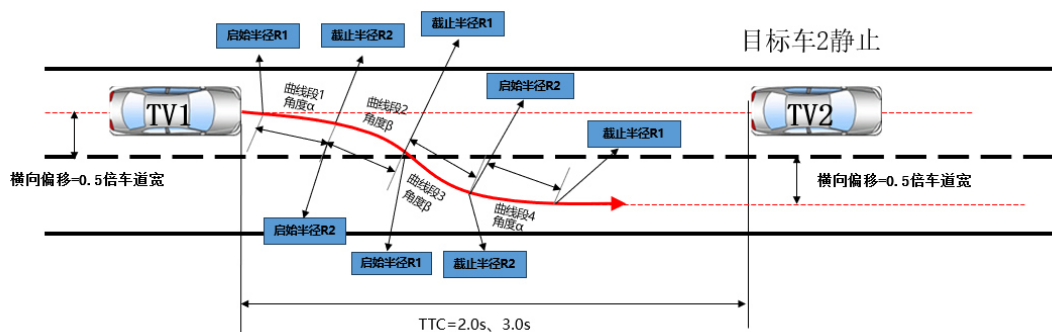 目标车2静止
启始半径R1
截止半径R2
截止半径R1
启始半径R2
曲线段1
角度α
曲线段2
角度β
TV1
TV2
截止半径R1
横向偏移=0.5倍车道宽
横向偏移=0.5倍车道宽
曲线段3
角度β
曲线段4
角度α
启始半径R2
启始半径R1
截止半径R2
TTC=2.0s、3.0s